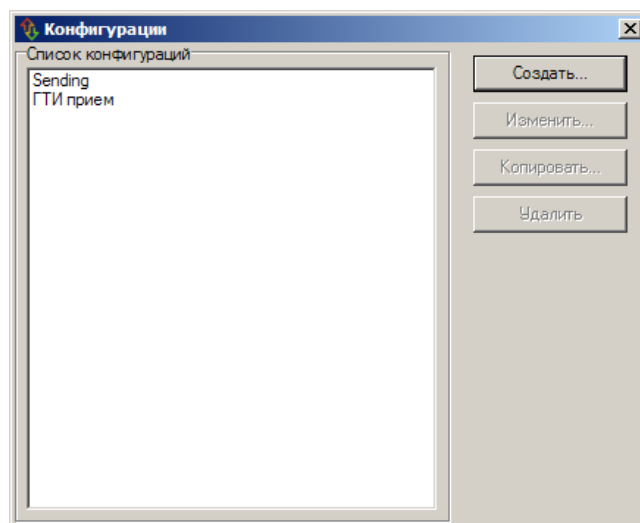 Конфигурации
Список конфигураций
Sending
ГТИ прием
Создать...
Изменить...
Копировать...
Удалить